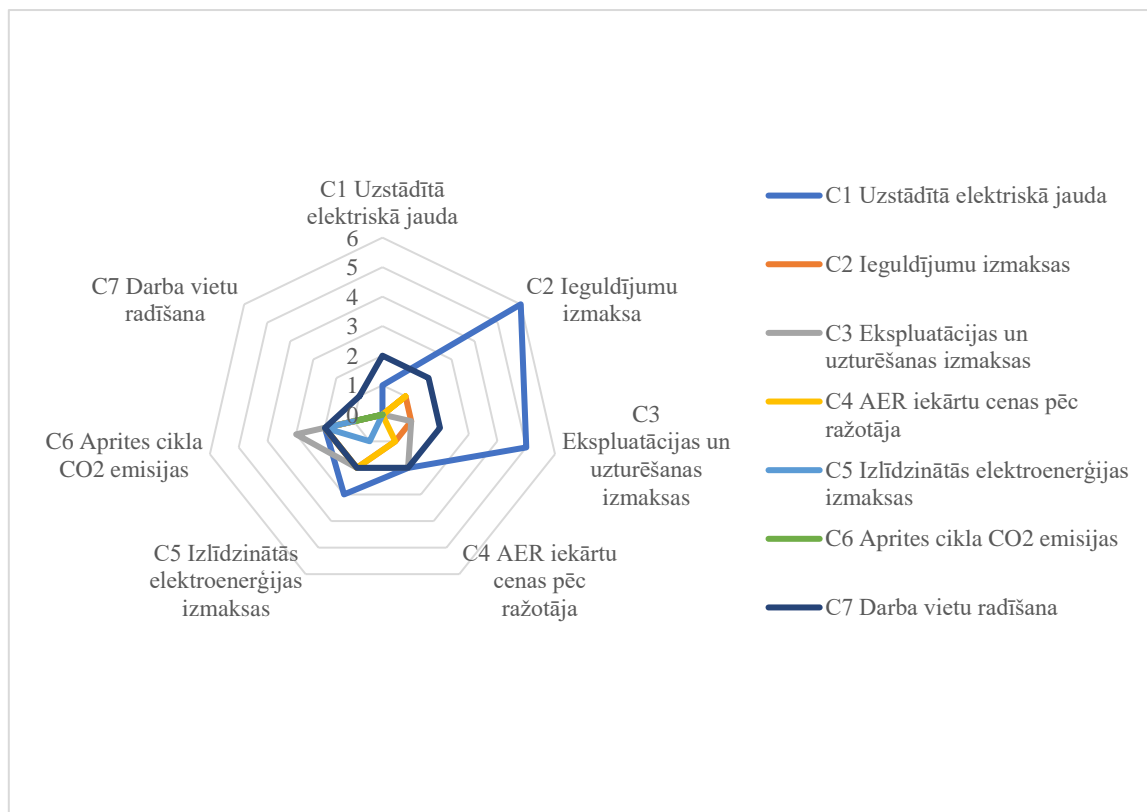 C1 Uzstādītā
elektriskā jauda
6
5
4
3
2
1
0
C2 Ieguldījumu
izmaksa
C3
Ekspluatācijas un
uzturēšanas
izmaksas
C4 AER iekārtu
cenas pēc
ražotāja
C5 Izlīdzinātās
elektroenerģijas
izmaksas
C6 Aprites cikla
CO2 emisijas
C7 Darba vietu
radīšana
C1 Uzstādītā elektriskā jauda
C2 Ieguldījumu izmaksas
C3 Ekspluatācijas un
uzturēšanas izmaksas
C4 AER iekārtu cenas pēc
ražotāja
C5 Izlīdzinātās elektroenerģijas
izmaksas
C6 Aprites cikla CO2 emisijas
C7 Darba vietu radīšana